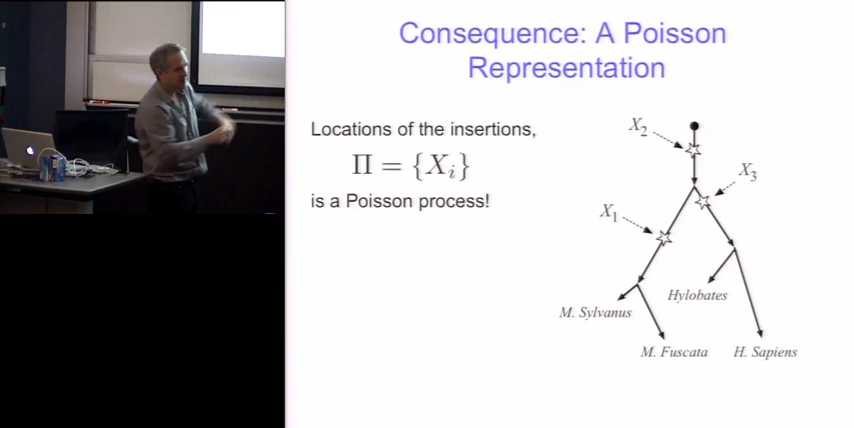 Consequence: A Poisson
Representation
Locations of the insertions,
Π = {Xᵢ}
is a Poisson process!
X₂
X₃
X₁
Hylobates
M. Sylvanus
M. Fuscata
H. Sapiens